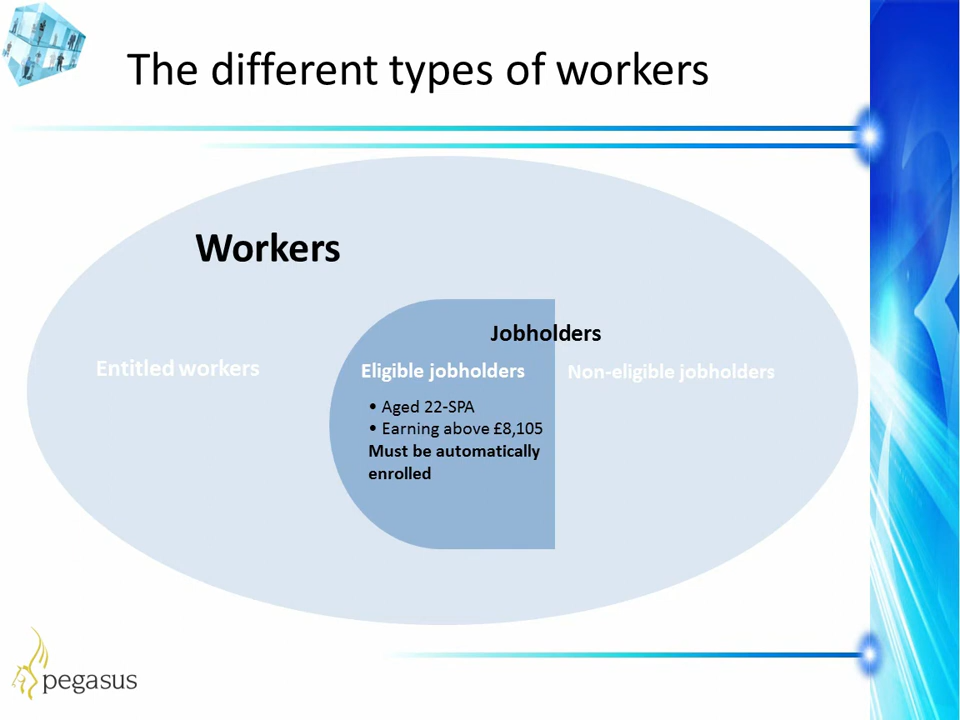 The different types of workers
Workers
Jobholders
Entitled workers
Eligible jobholders
Non-eligible jobholders
• Aged 22-SPA
• Earning above £8,105
Must be automatically
enrolled
pegasus